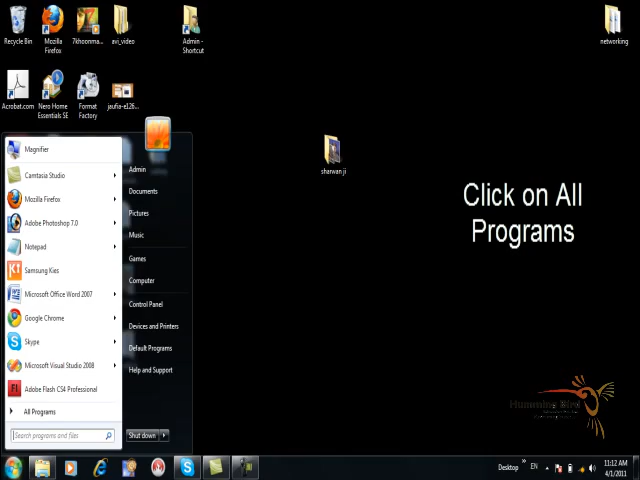 Recycle Bin
Mozilla
Firefox
7khoonma...
avi_video
Admin -
Shortcut
networking
Acrobat.com
Nero Home
Essentials SE
Format
Factory
jaufia-e126...
sharwan ji
Click on All
Programs
Magnifier
Camtasia Studio
Mozilla Firefox
Adobe Photoshop 7.0
Notepad
Samsung Kies
Microsoft Office Word 2007
Google Chrome
Skype
Microsoft Visual Studio 2008
Adobe Flash CS4 Professional
All Programs
Search programs and files
Admin
Documents
Pictures
Music
Games
Computer
Control Panel
Devices and Printers
Default Programs
Help and Support
Shut down
Humming Bird
Desktop
EN
11:12 AM
4/1/2011